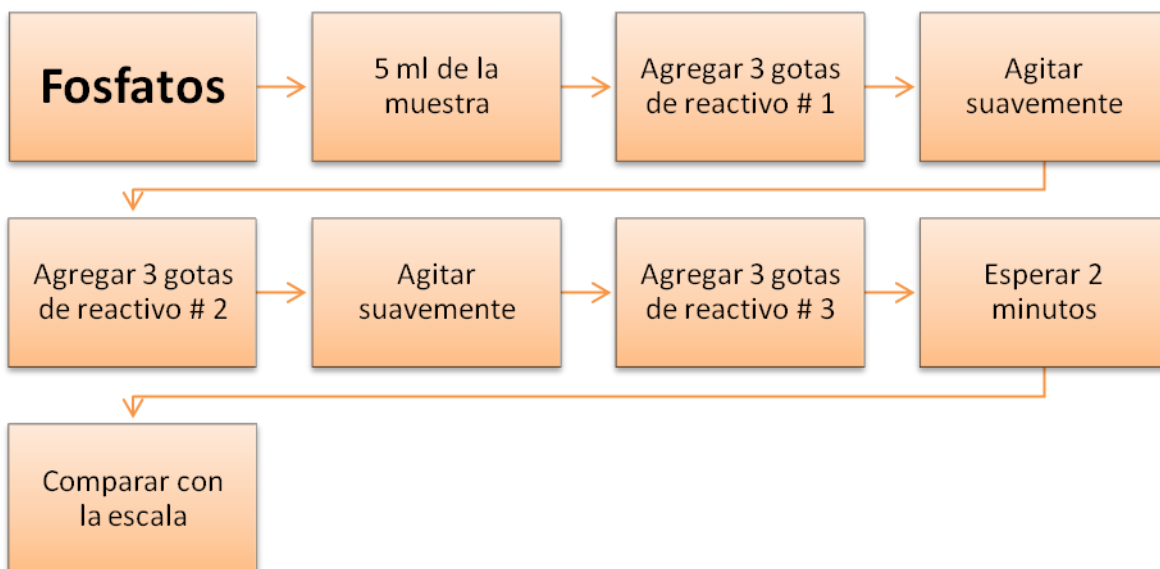 Fosfatos
5 ml de la
muestra
Agregar 3 gotas
de reactivo # 1
Agitar
suavemente
Agregar 3 gotas
de reactivo # 2
Agitar
suavemente
Agregar 3 gotas
de reactivo # 3
Esperar 2
minutos
Comparar con
la escala